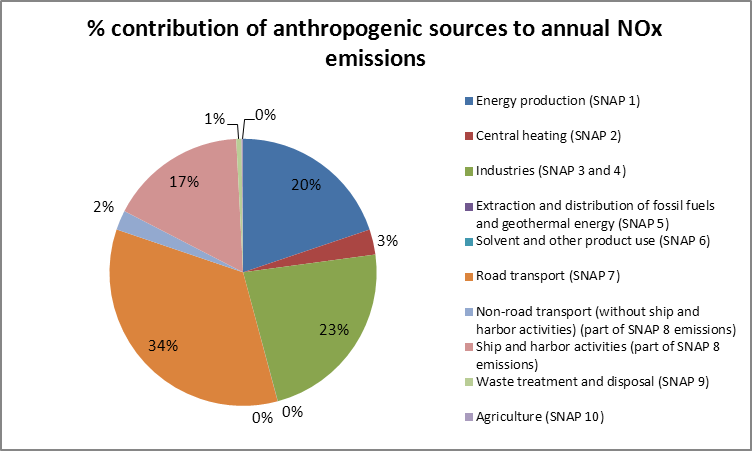 % contribution of anthropogenic sources to annual NOx
emissions
1%
0%
20%
3%
23%
0%
0%
34%
2%
17%
Energy production (SNAP 1)
Central heating (SNAP 2)
Industries (SNAP 3 and 4)
Extraction and distribution of fossil fuels
and geothermal energy (SNAP 5)
Solvent and other product use (SNAP 6)
Road transport (SNAP 7)
Non-road transport (without ship and
harbor activities) (part of SNAP 8 emissions)
Ship and harbor activities (part of SNAP 8
emissions)
Waste treatment and disposal (SNAP 9)
Agriculture (SNAP 10)